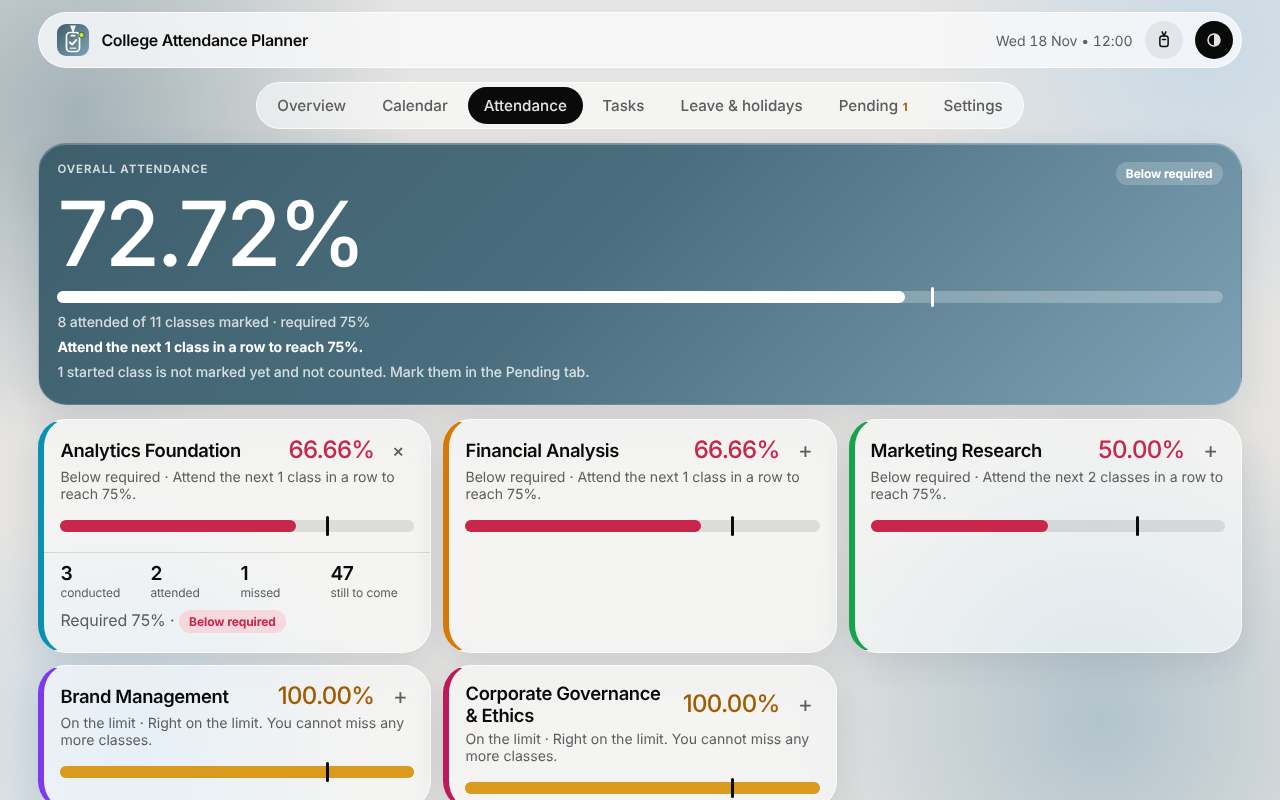 College Attendance Planner
Wed 18 Nov • 12:00
Overview
Calendar
Attendance
Tasks
Leave & holidays
Pending 1
Settings
OVERALL ATTENDANCE
Below required
72.72%
8 attended of 11 classes marked · required 75%
Attend the next 1 class in a row to reach 75%.
1 started class is not marked yet and not counted. Mark them in the Pending tab.
Analytics Foundation
66.66%
×
Below required · Attend the next 1 class in a row to
reach 75%.
3
conducted
2
attended
1
missed
47
still to come
Required 75% · Below required
Financial Analysis
66.66%
+
Below required · Attend the next 1 class in a row to
reach 75%.
Marketing Research
50.00%
+
Below required · Attend the next 2 classes in a row to
reach 75%.
Brand Management
100.00%
+
On the limit · Right on the limit. You cannot miss any
more classes.
Corporate Governance
& Ethics
100.00%
+
On the limit · Right on the limit. You cannot miss any
more classes.